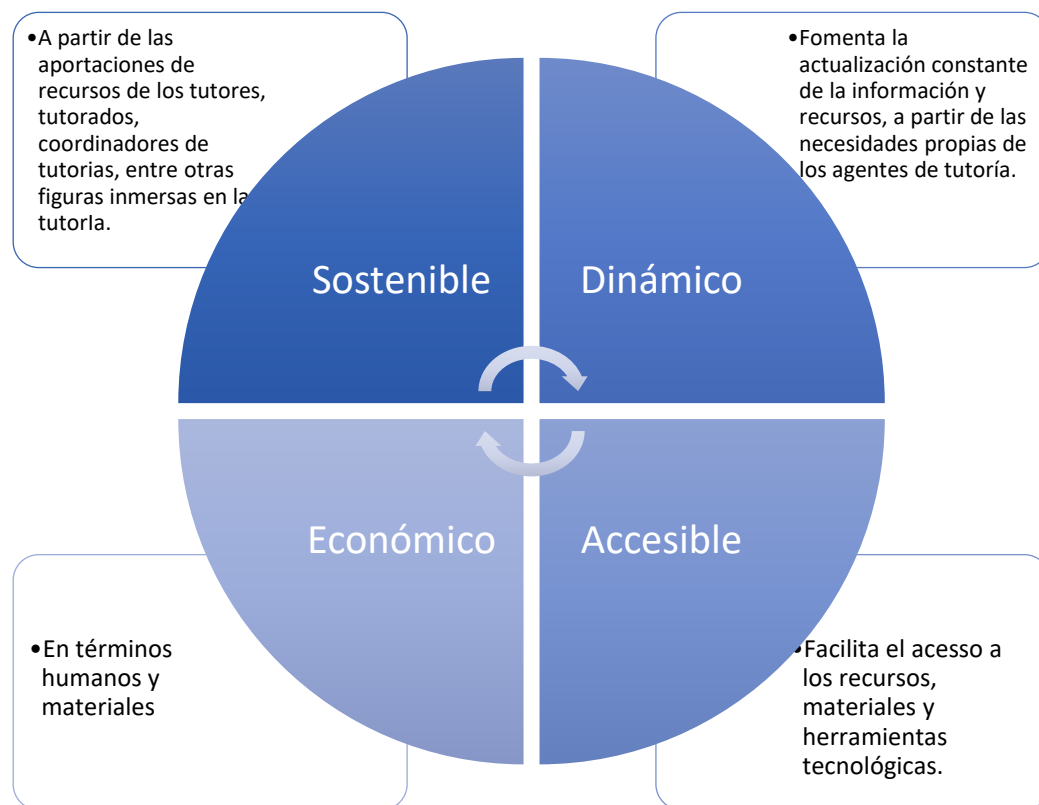 •A partir de las
aportaciones de
recursos de los tutores,
tutorados,
coordinadores de
tutorias, entre otras
figuras inmersas en la
tutorIa.
•Fomenta la
actualización constante
de la información y
recursos, a partir de las
necesidades propias de
los agentes de tutoría.
Sostenible
Dinámico
Económico
Accesible
•En términos
humanos y
materiales
•Facilita el acceso a
los recursos,
materiales y
herramientas
tecnológicas.